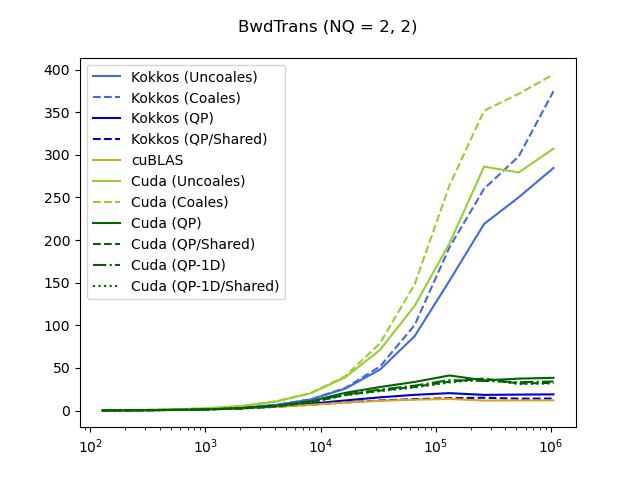 BwdTrans (NQ = 2, 2)
400
350
300
250
200
150
100
50
0
Kokkos (Uncoales)
Kokkos (Coales)
Kokkos (QP)
Kokkos (QP/Shared)
cuBLAS
Cuda (Uncoales)
Cuda (Coales)
Cuda (QP)
Cuda (QP/Shared)
Cuda (QP-1D)
Cuda (QP-1D/Shared)
10² 10³ 10⁴ 10⁵ 10⁶